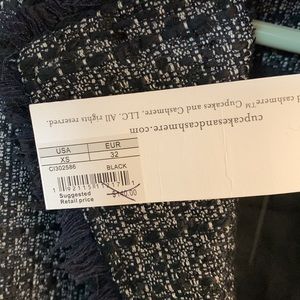 d cashmere™ Cupcakes and Cashmere, LLC. All rights reserved.
cupcakesandcashmere.com
USA EUR
XS 32
CI302586 BLACK
Suggested
Retail price